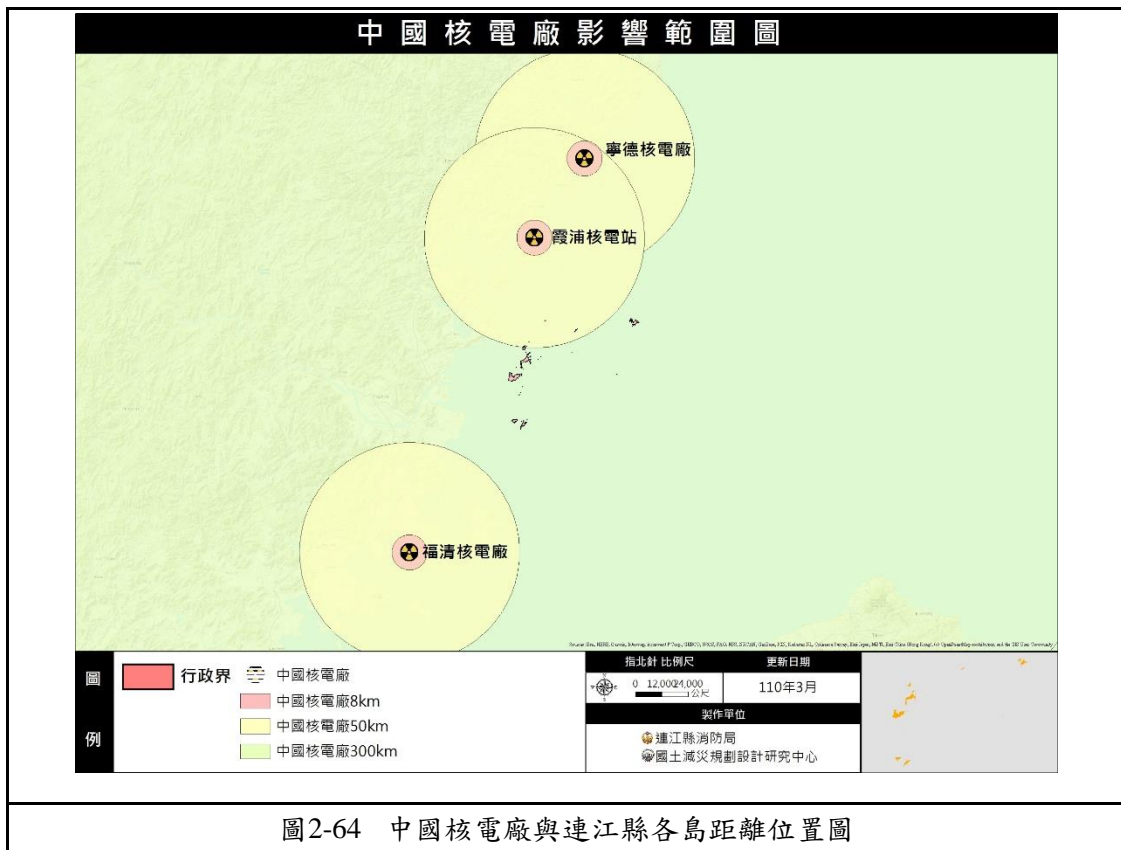 中國核電廠影響範圍圖
寧德核電廠
霞浦核電站
福清核電廠
圖例
行政界
中國核電廠
中國核電廠8km
中國核電廠50km
中國核電廠300km
指北針 比例尺
0 12,00024,000
公尺
更新日期
110年3月
製作單位
連江縣消防局
國土減災規劃設計研究中心
圖2-64 中國核電廠與連江縣各島距離位置圖